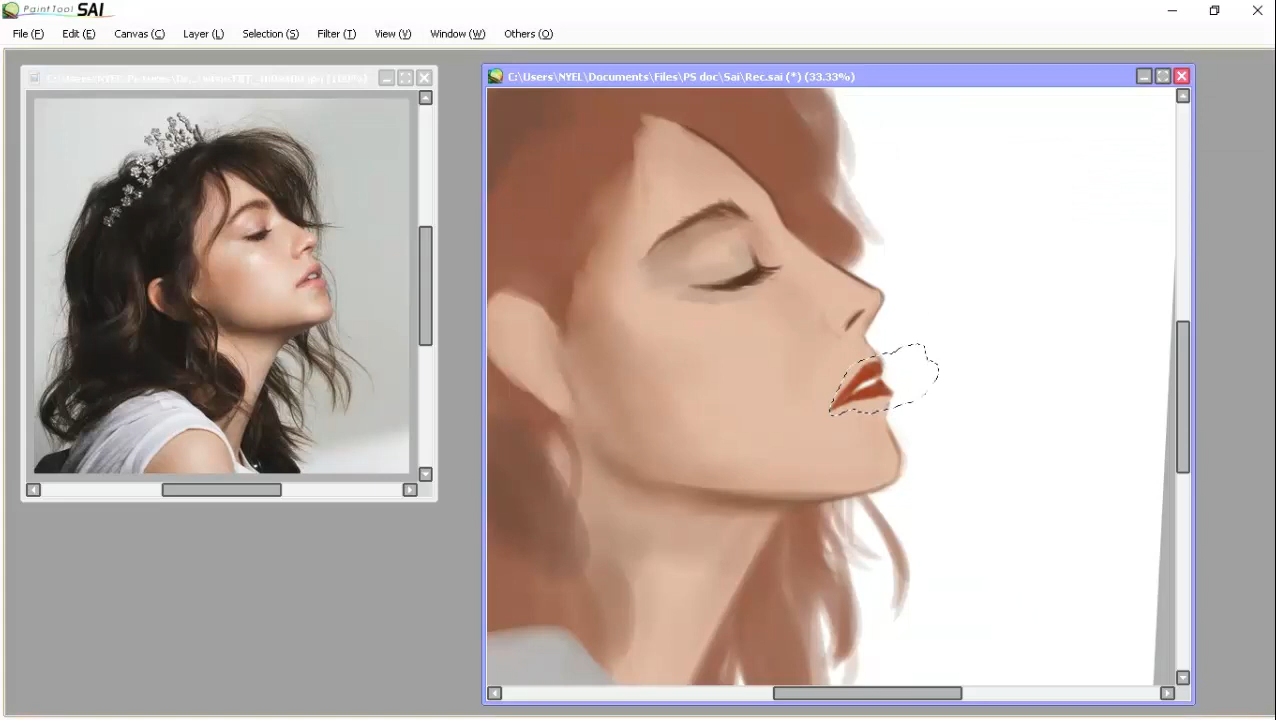 PaintTool SAI
File (F) Edit (E) Canvas (C) Layer (L) Selection (S) Filter (T) View (V) Window (W) Others (O)
C:\Users\NYEL\Documents\Files\PS doc\Sai\Rec.sai (*) (33.33%)